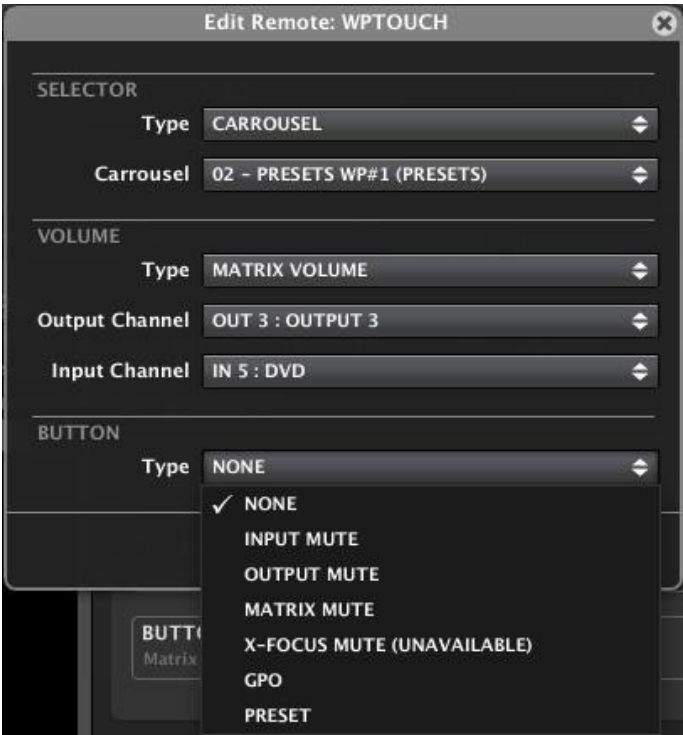 Edit Remote: WPTOUCH
SELECTOR
Type CARROUSEL
Carrousel 02 - PRESETS WP#1 (PRESETS)
VOLUME
Type MATRIX VOLUME
Output Channel OUT 3 : OUTPUT 3
Input Channel IN 5 : DVD
BUTTON
Type NONE
✓ NONE
INPUT MUTE
OUTPUT MUTE
MATRIX MUTE
X-FOCUS MUTE (UNAVAILABLE)
GPO
PRESET
Matrix